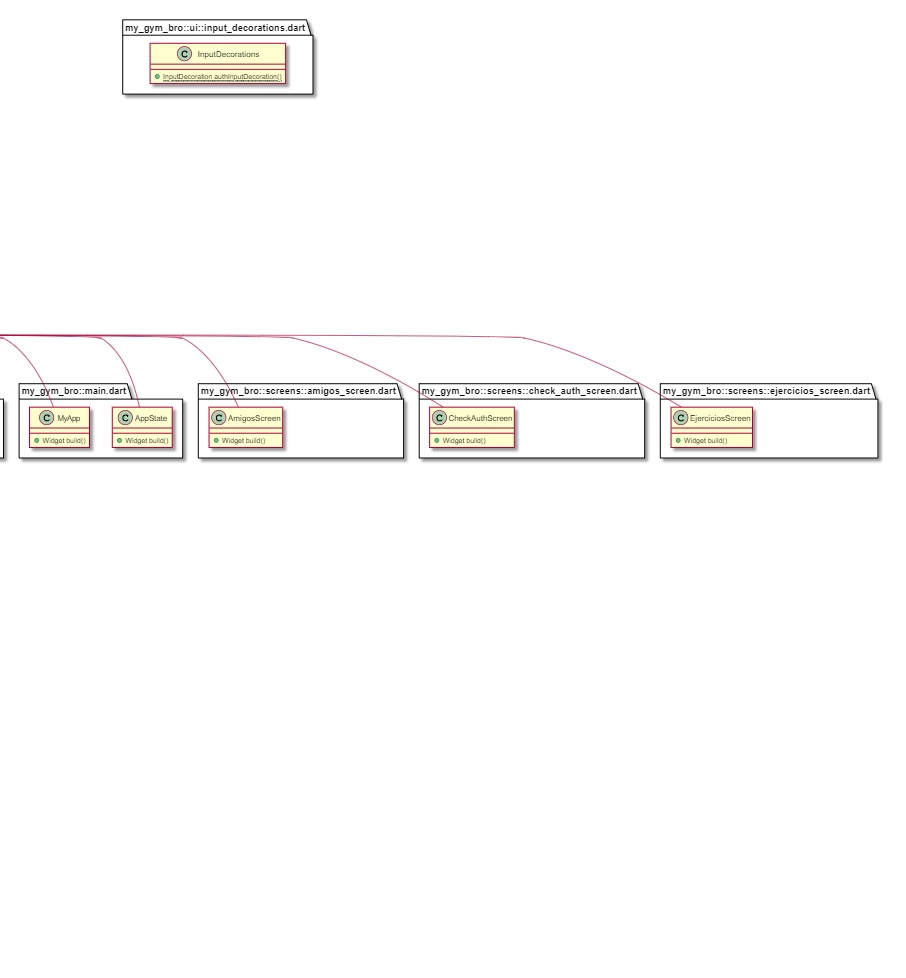 my_gym_bro::ui::input_decorations.dart
C InputDecorations
InputDecoration authInputDecoration()
my_gym_bro::main.dart
C MyApp
Widget build()
C AppState
Widget build()
my_gym_bro::screens::amigos_screen.dart
C AmigosScreen
Widget build()
my_gym_bro::screens::check_auth_screen.dart
C CheckAuthScreen
Widget build()
my_gym_bro::screens::ejercicios_screen.dart
C EjerciciosScreen
Widget build()